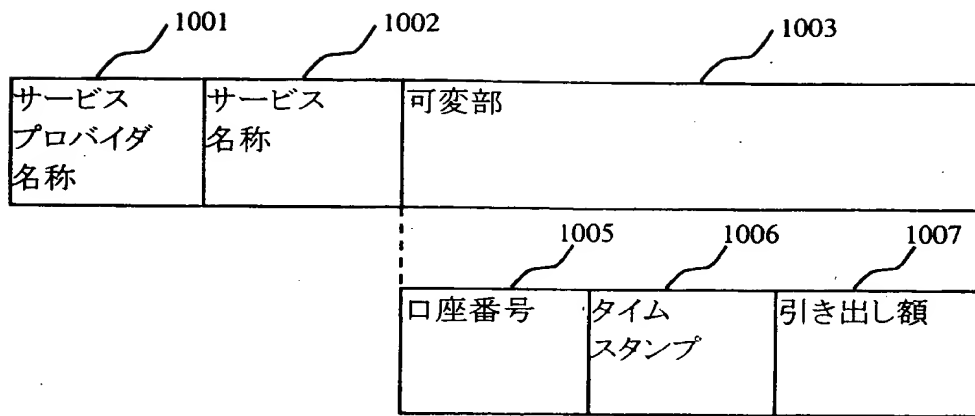 1001
1002
1003
サービス
プロバイダ
名称
サービス
名称
可変部
1005
1006
1007
口座番号
タイム
スタンプ
引き出し額